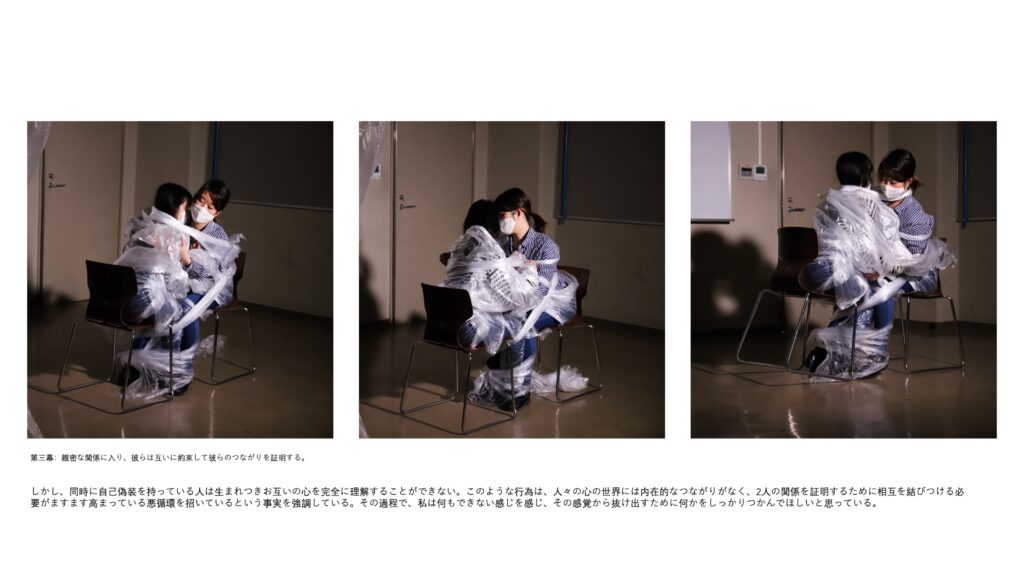 第三幕: 親密な関係に入り、彼らは互いに約束して彼らのつながりを証明する。
しかし、同時に自己偽装を持っている人は生まれつきお互いの心を完全に理解することができない。このような行為は、人々の心の世界には内在的なつながりがなく、2人の関係を証明するために相互を結びつける必
要がますます高まっている悪循環を招いているという事実を強調している。その過程で、私は何もできない感じを感じ、その感覚から抜け出すために何かをしっかりつかんでほしいと思っている。